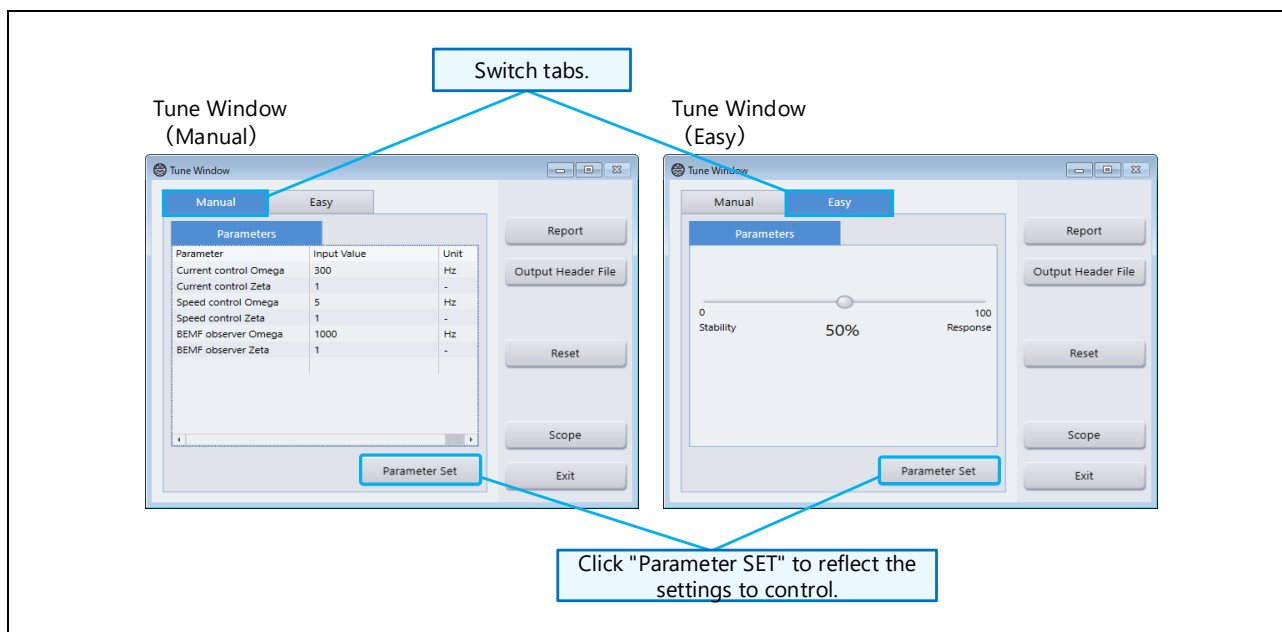 Switch tabs.
Tune Window
（Manual）
Tune Window
Manual
Easy
Parameters
Parameter Input Value Unit
Current control Omega 300 Hz
Current control Zeta 1 -
Speed control Omega 5 Hz
Speed control Zeta 1 -
BEMF observer Omega 1000 Hz
BEMF observer Zeta 1 -
Parameter Set
Report
Output Header File
Reset
Scope
Exit
Tune Window
（Easy）
Tune Window
Manual
Easy
Parameters
0 100
Stability 50% Response
Parameter Set
Report
Output Header File
Reset
Scope
Exit
Click "Parameter SET" to reflect the
settings to control.